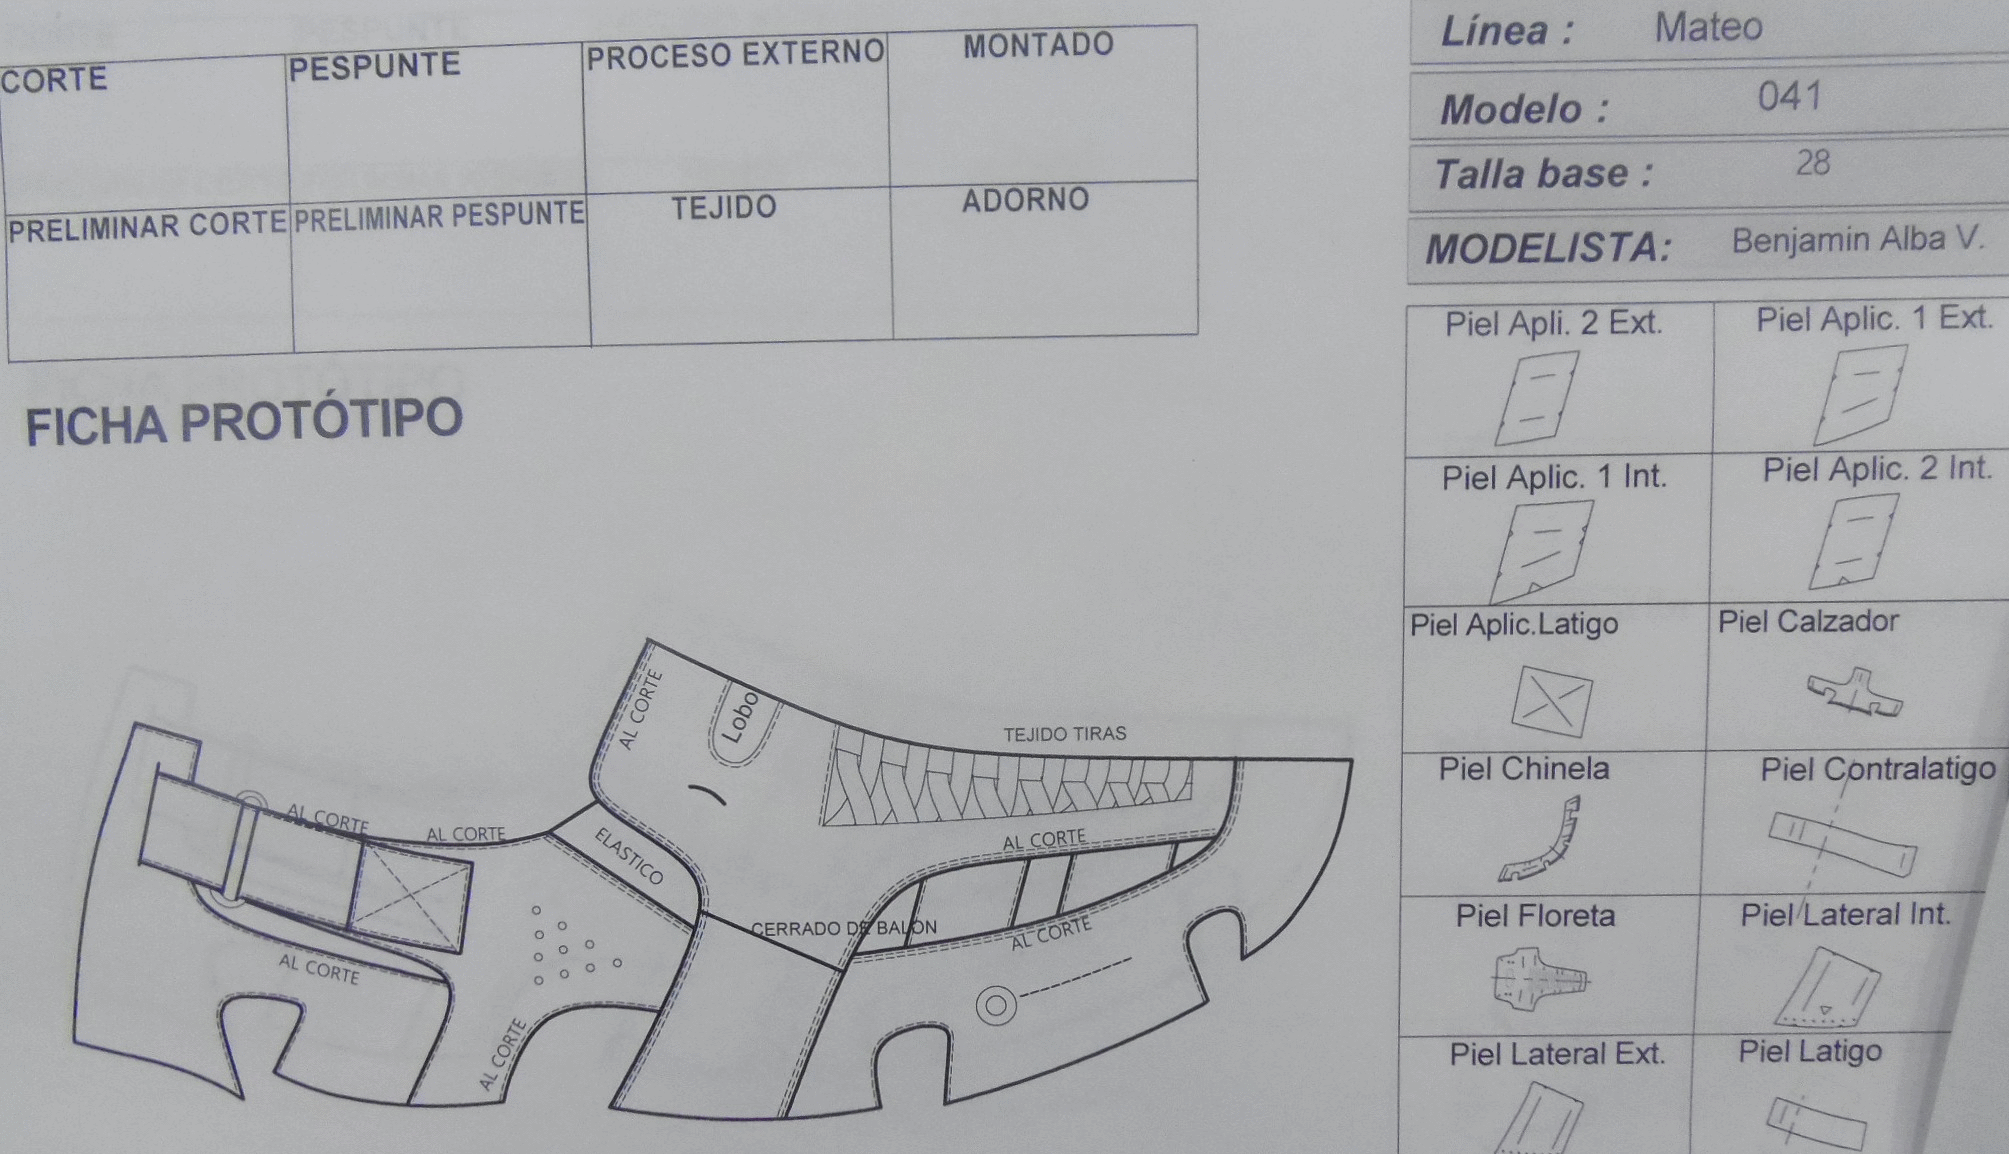 CORTE
PESPUNTE
PROCESO EXTERNO
MONTADO
PRELIMINAR CORTE
PRELIMINAR PESPUNTE
TEJIDO
ADORNO
FICHA PROTÓTIPO
AL CORTE
Lobo
TEJIDO TIRAS
AL CORTE
AL CORTE
ELASTICO
AL CORTE
CERRADO DE BALON
AL CORTE
AL CORTE
AL CORTE
Línea : Mateo
Modelo : 041
Talla base : 28
MODELISTA: Benjamin Alba V.
Piel Apli. 2 Ext.
Piel Aplic. 1 Ext.
Piel Aplic. 1 Int.
Piel Aplic. 2 Int.
Piel Aplic.Latigo
Piel Calzador
Piel Chinela
Piel Contralatigo
Piel Floreta
Piel Lateral Int.
Piel Lateral Ext.
Piel Latigo